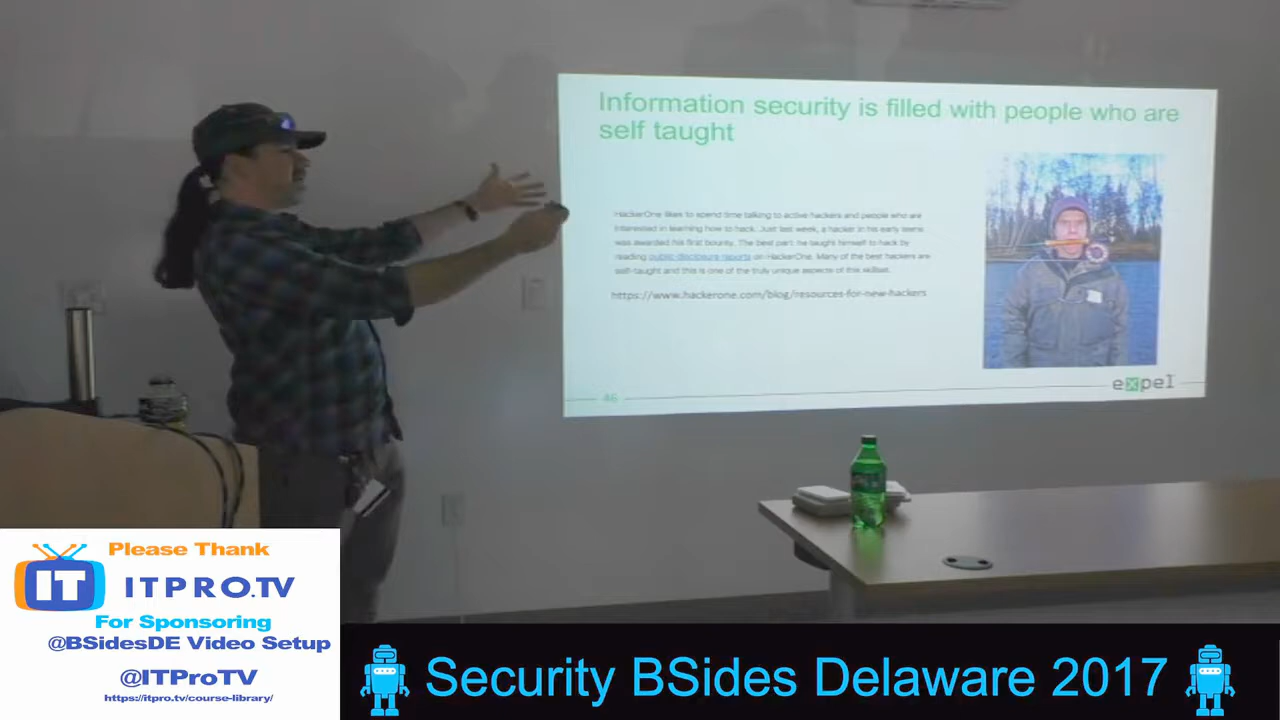 Information security is filled with people who are
self taught
HackerOne likes to spend time talking to active hackers and people who are
interested in learning how to hack. Just last week, a hacker in his early teens
was awarded his first bounty. The best part: he taught himself to hack by
reading public disclosure reports on HackerOne. Many of the best hackers are
self-taught and this is one of the truly unique aspects of this skillset.
https://www.hackerone.com/blog/resources-for-new-hackers
expel
46
Please Thank
IT ITPRO.TV
For Sponsoring
@BSidesDE Video Setup
@ITProTV
https://itpro.tv/course-library/
Security BSides Delaware 2017